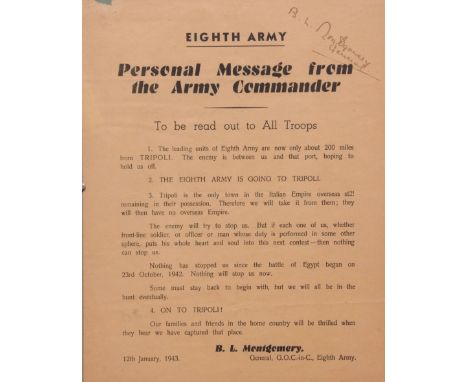 B. L. Montgomery
General
EIGHTH ARMY
Personal Message from
the Army Commander
To be read out to All Troops
1. The leading units of Eighth Army are now only about 200 miles
from TRIPOLI. The enemy is between us and that port, hoping to
hold us off.
2. THE EIGHTH ARMY IS GOING TO TRIPOLI.
3. Tripoli is the only town in the Italian Empire overseas still
remaining in their possession. Therefore we will take it from them; they
will then have no overseas Empire.
The enemy will try to stop us. But if each one of us, whether
front-line soldier, or officer or man whose duty is performed in some other
sphere, puts his whole heart and soul into this next contest—then nothing
can stop us.
Nothing has stopped us since the battle of Egypt began on
23rd October, 1942. Nothing will stop us now.
Some must stay back to begin with, but we will all be in the
hunt eventually.
4. ON TO TRIPOLI!
Our families and friends in the home country will be thrilled when
they hear we have captured that place.
B. L. Montgomery,
12th January, 1943. General, G.O.C.-in-C., Eighth Army.